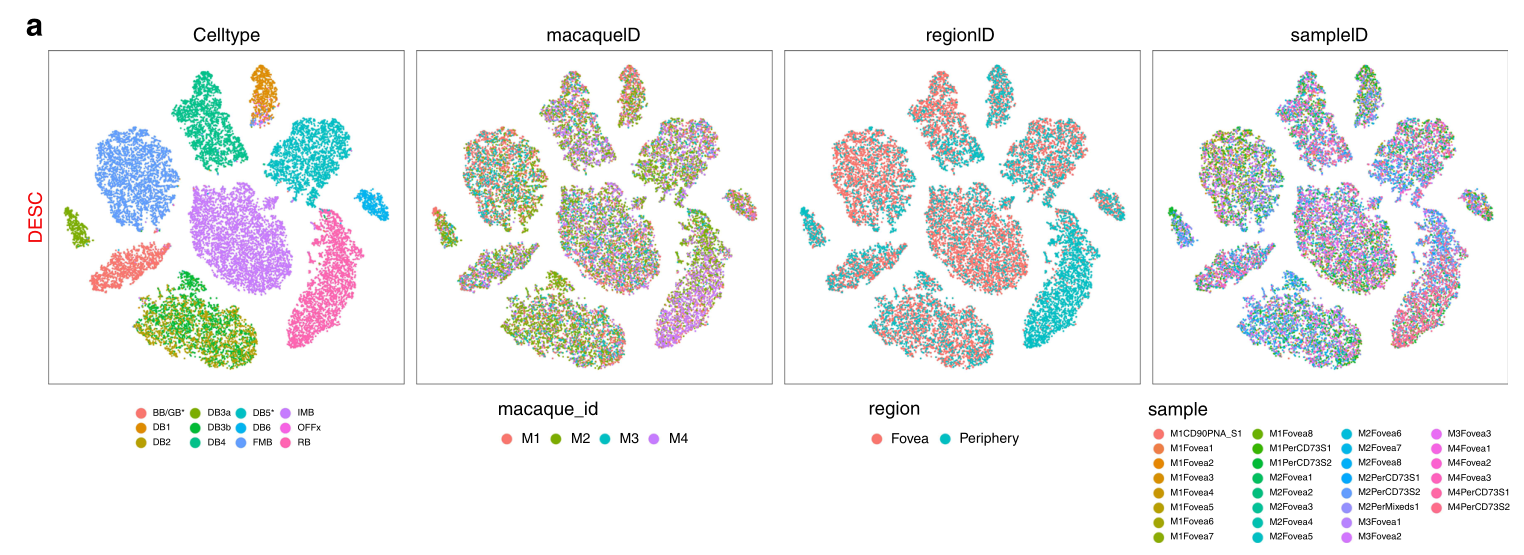 a
Celltype
macaqueID
regionID
sampleID
DESC
BB/GB* DB3a DB5* IMB
DB1 DB3b DB6 OFFx
DB2 DB4 FMB RB
macaque_id
M1 M2 M3 M4
region
Fovea Periphery
sample
M1CD90PNA_S1 M1Fovea8 M2Fovea6 M3Fovea3
M1Fovea1 M1PerCD73S1 M2Fovea7 M4Fovea1
M1Fovea2 M1PerCD73S2 M2Fovea8 M4Fovea2
M1Fovea3 M2Fovea1 M2PerCD73S1 M4Fovea3
M1Fovea4 M2Fovea2 M2PerCD73S2 M4PerCD73S1
M1Fovea5 M2Fovea3 M2PerMixeds1 M4PerCD73S2
M1Fovea6 M2Fovea4 M3Fovea1
M1Fovea7 M2Fovea5 M3Fovea2